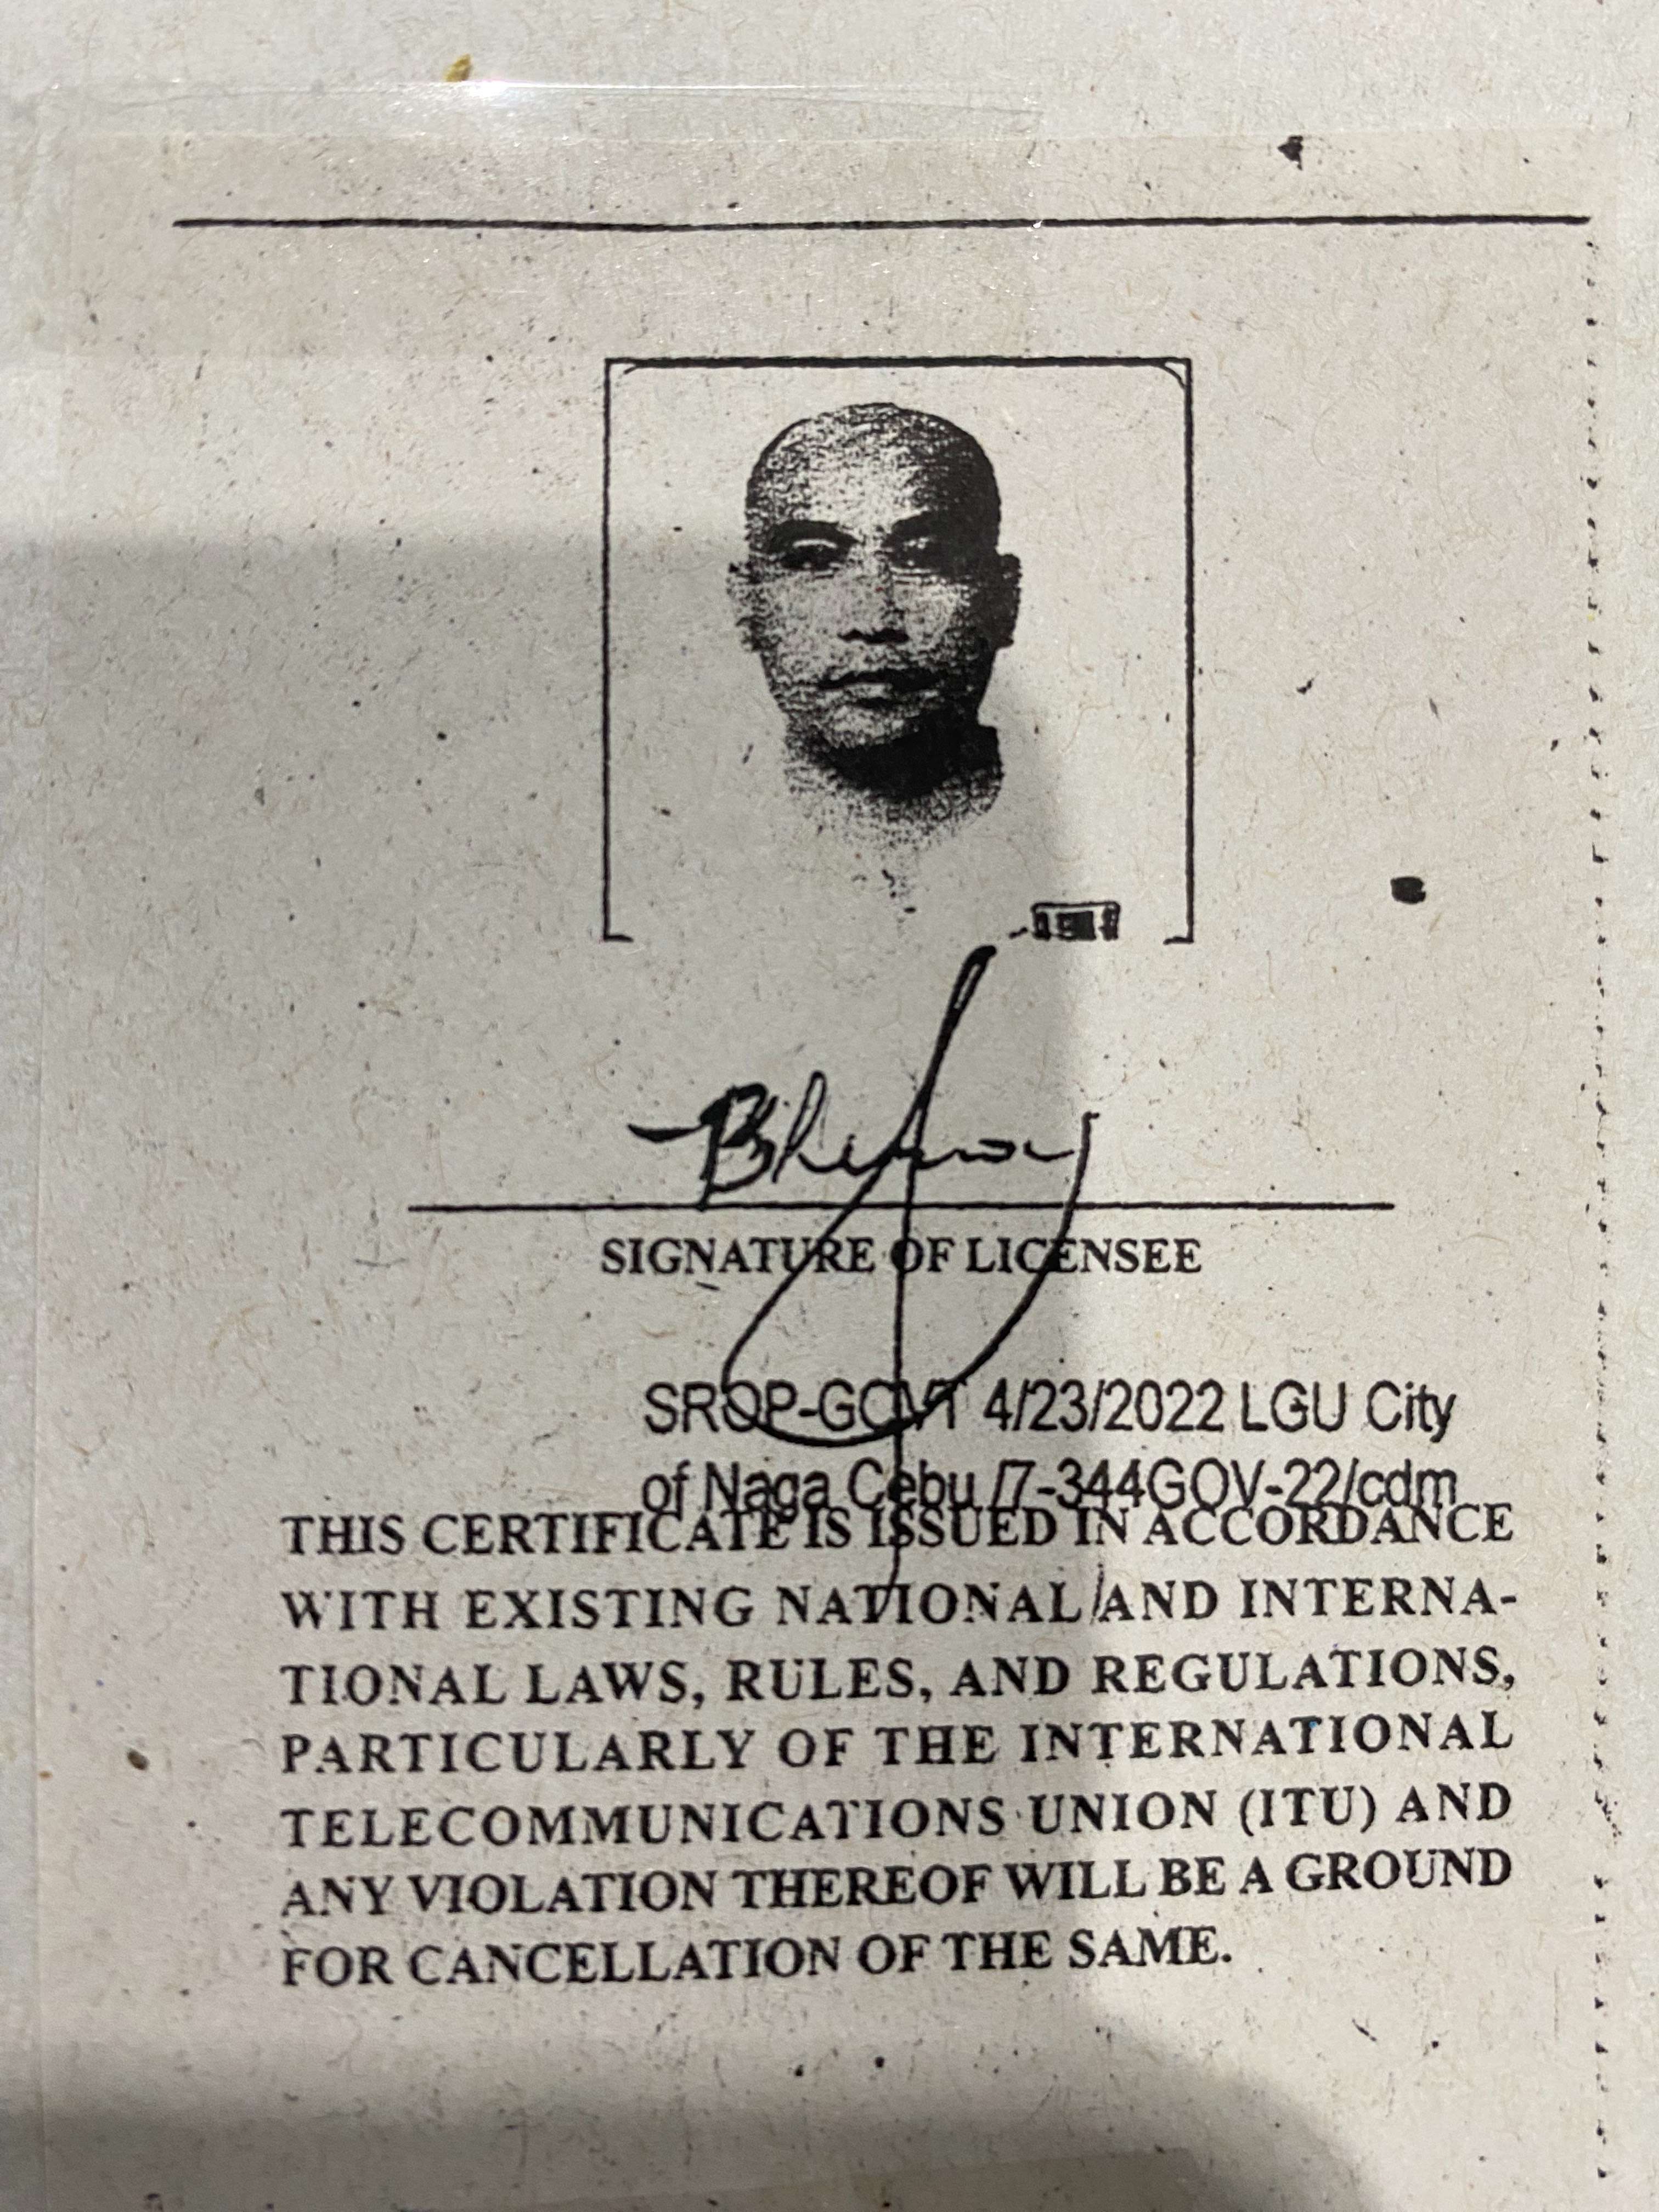 SIGNATURE OF LICENSEE
SROP-GOVT 4/23/2022 LGU City
of Naga Cebu /7-344GOV-22/cdm
THIS CERTIFICATE IS ISSUED IN ACCORDANCE
WITH EXISTING NATIONAL AND INTERNA-
TIONAL LAWS, RULES, AND REGULATIONS,
PARTICULARLY OF THE INTERNATIONAL
TELECOMMUNICATIONS UNION (ITU) AND
ANY VIOLATION THEREOF WILL BE A GROUND
FOR CANCELLATION OF THE SAME.